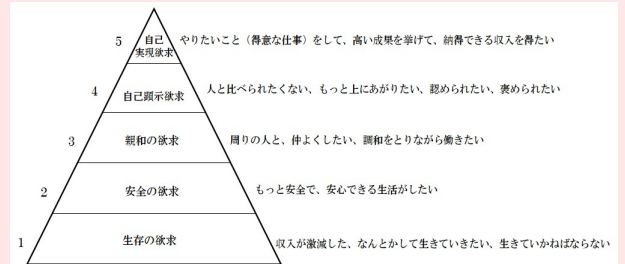 5
自己
実現欲求
やりたいこと（得意な仕事）をして、高い成果を挙げて、納得できる収入を得たい
4
自己顕示欲求
人と比べられたくない、もっと上にあがりたい、認められたい、褒められたい
3
親和の欲求
周りの人と、仲よくしたい、調和をとりながら働きたい
2
安全の欲求
もっと安全で、安心できる生活がしたい
1
生存の欲求
収入が激減した、なんとかして生きていきたい、生きていかねばならない